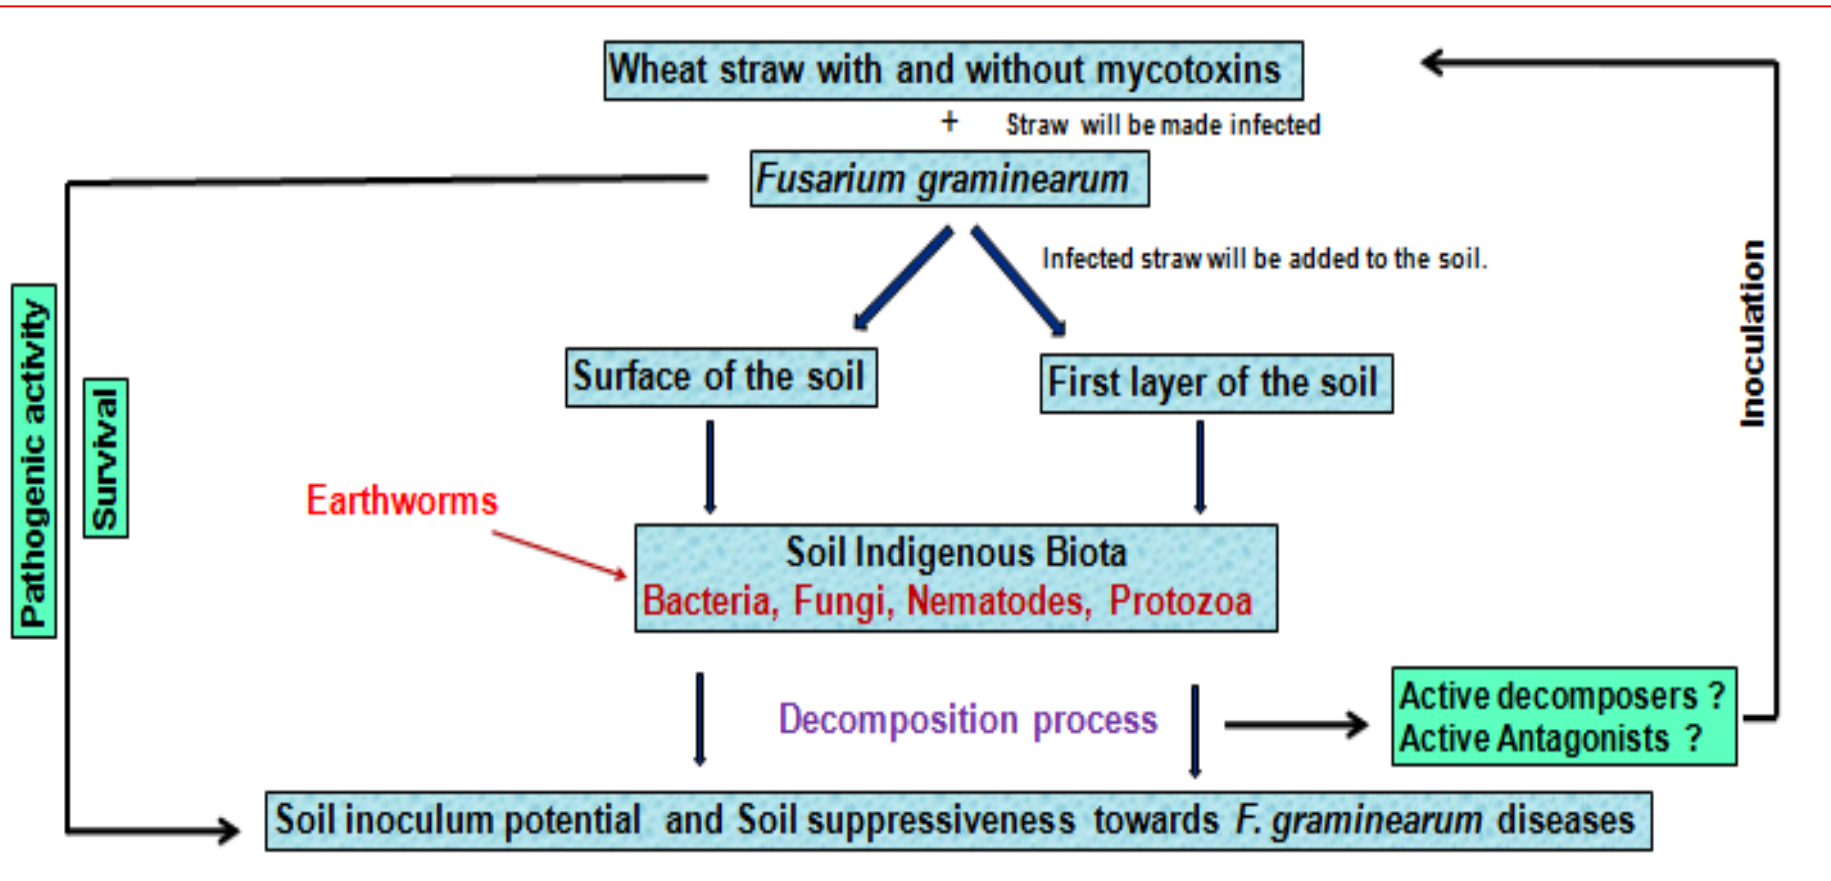 Wheat straw with and without mycotoxins
+ Straw will be made infected
Fusarium graminearum
Infected straw will be added to the soil.
Surface of the soil
First layer of the soil
Pathogenic activity
Survival
Inoculation
Earthworms
Soil Indigenous Biota
Bacteria, Fungi, Nematodes, Protozoa
Decomposition process
Active decomposers ?
Active Antagonists ?
Soil inoculum potential and Soil suppressiveness towards F. graminearum diseases